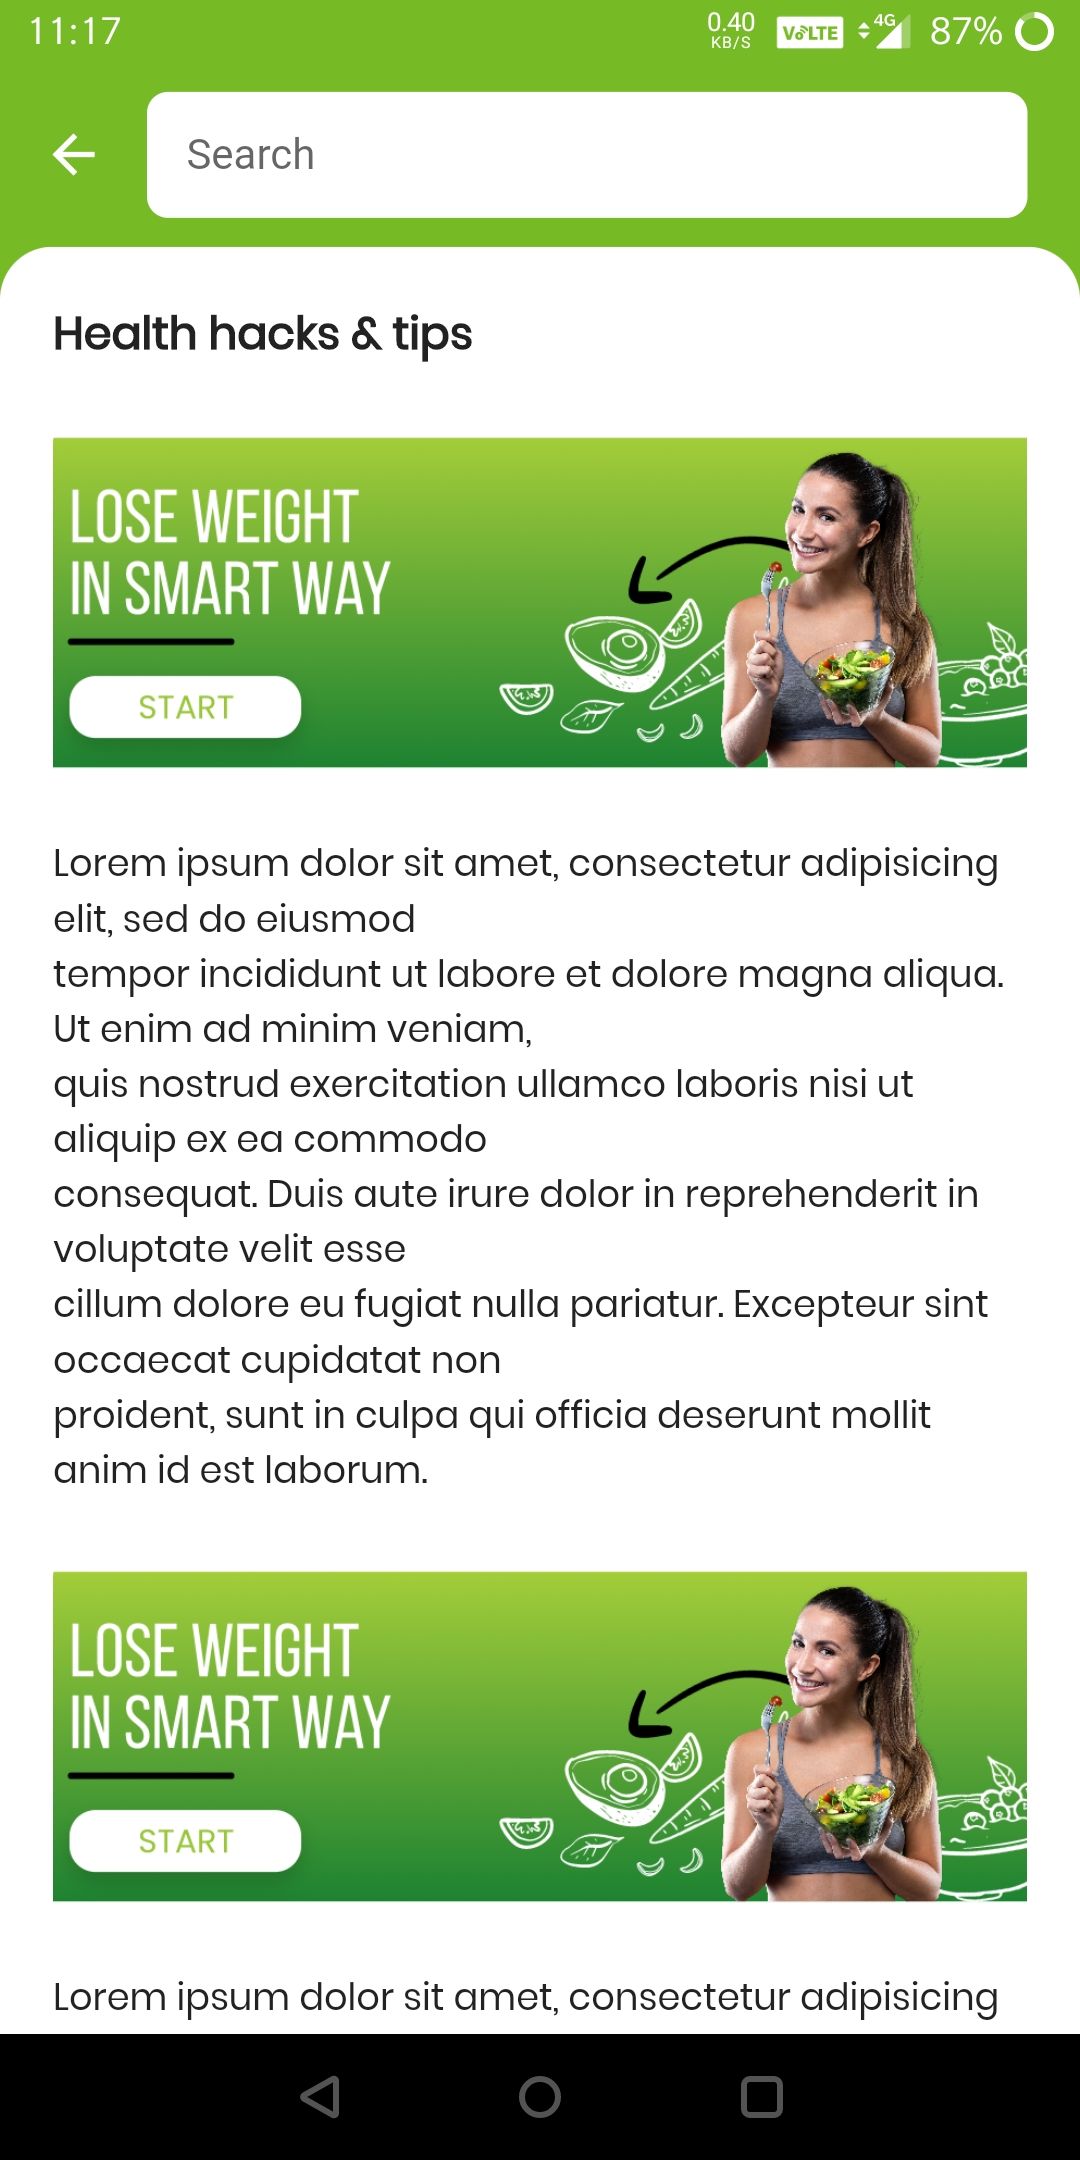 11:17
0.40
KB/S
VoLTE
4G
87%
Search
Health hacks & tips
LOSE WEIGHT
IN SMART WAY
START
Lorem ipsum dolor sit amet, consectetur adipisicing
elit, sed do eiusmod
tempor incididunt ut labore et dolore magna aliqua.
Ut enim ad minim veniam,
quis nostrud exercitation ullamco laboris nisi ut
aliquip ex ea commodo
consequat. Duis aute irure dolor in reprehenderit in
voluptate velit esse
cillum dolore eu fugiat nulla pariatur. Excepteur sint
occaecat cupidatat non
proident, sunt in culpa qui officia deserunt mollit
anim id est laborum.
LOSE WEIGHT
IN SMART WAY
START
Lorem ipsum dolor sit amet, consectetur adipisicing